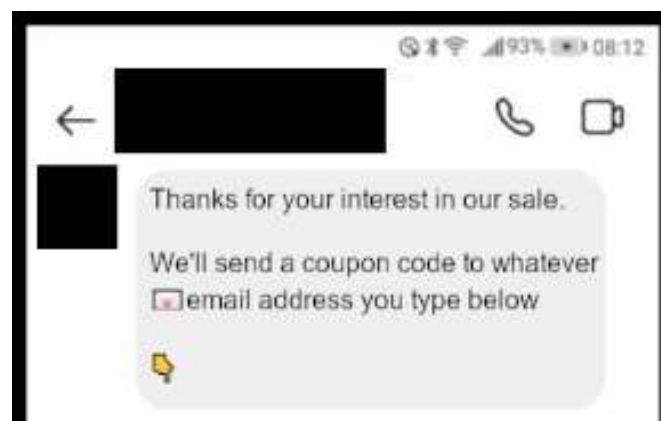 93% 08:12
Thanks for your interest in our sale.
We'll send a coupon code to whatever
💌email address you type below
👇